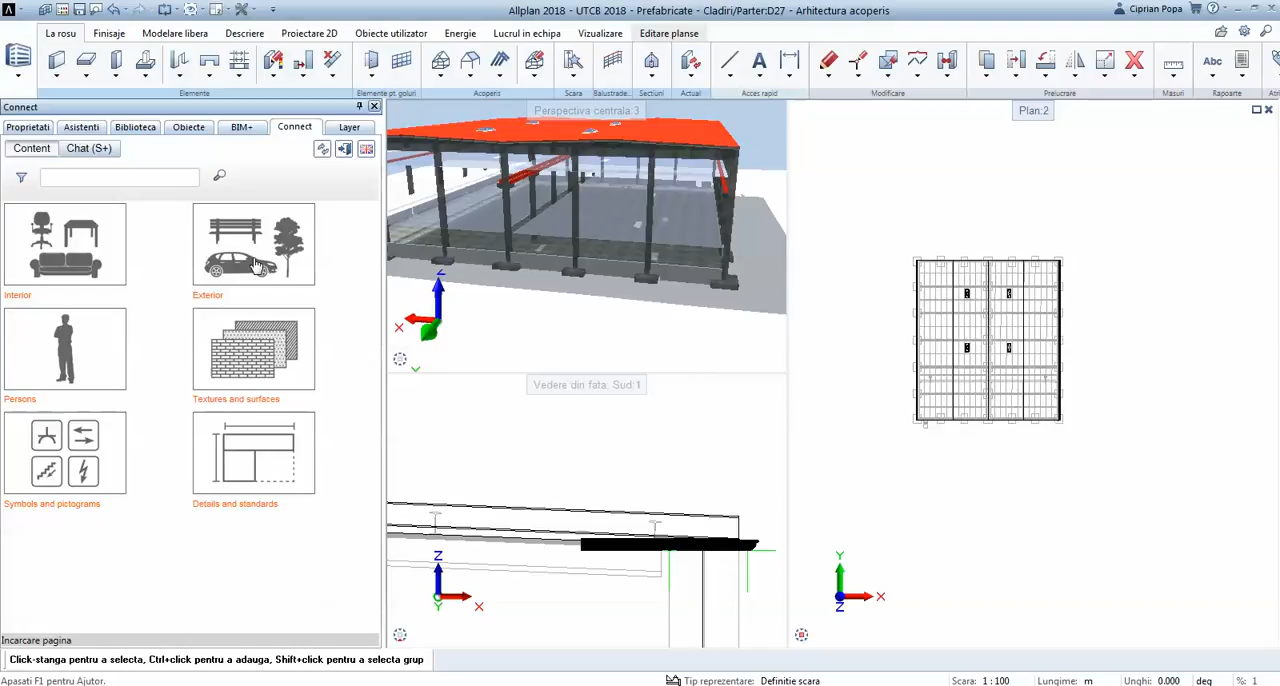 Allplan 2018 - UTCB 2018 - Prefabricate - Cladiri/Parter:D27 - Arhitectura acoperis
Ciprian Popa
La rosu Finisaje Modelare libera Descriere Proiectare 2D Obiecte utilizator Energie Lucrul in echipa Vizualizare Editare planse
Elemente Elemente pt. goluri Acoperis Scara Balustrade... Sectiuni Actual Acces rapid Modificare Prelucrare Masuri Rapoarte
Abc
Connect
Proprietati Asistenti Biblioteca Obiecte BIM+ Connect Layer
Content Chat (S+)
Interior Exterior
Persons Textures and surfaces
Symbols and pictograms Details and standards
Incarcare pagina
Perspectiva centrala:3
Z
X
Vedere din fata, Sud:1
Z
Y X
Plan:2
Y
Z X
Click-stanga pentru a selecta, Ctrl+click pentru a adauga, Shift+click pentru a selecta grup
Apasati F1 pentru Ajutor.
Tip reprezentare: Definitie scara Scara: 1 : 100 Lungime: m Unghi: 0.000 deg %: 1